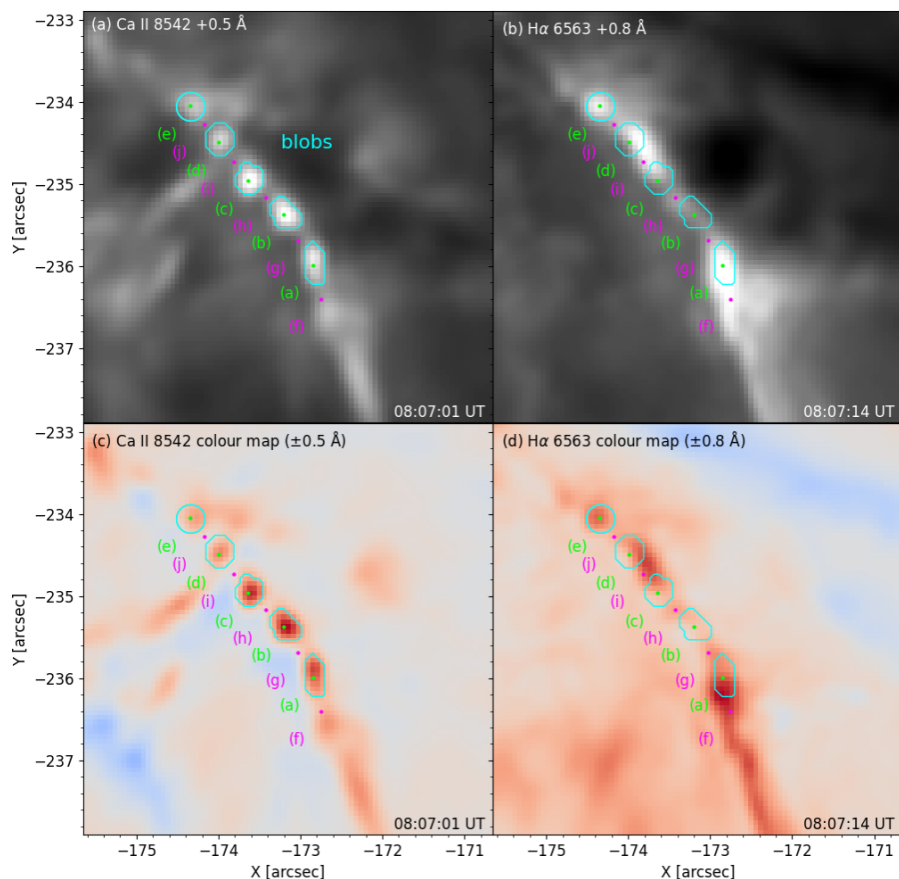 (a) Ca II 8542 +0.5 Å
(b) Hα 6563 +0.8 Å
−233
−234
−235
−236
−237
Y [arcsec]
blobs
(e)
(j)
(d)
(i)
(c)
(h)
(b)
(g)
(a)
(f)
08:07:01 UT
(e)
(j)
(d)
(i)
(c)
(h)
(b)
(g)
(a)
(f)
08:07:14 UT
(c) Ca II 8542 colour map (±0.5 Å)
(d) Hα 6563 colour map (±0.8 Å)
−233
−234
−235
−236
−237
Y [arcsec]
(e)
(j)
(d)
(i)
(c)
(h)
(b)
(g)
(a)
(f)
08:07:01 UT
(e)
(j)
(d)
(i)
(c)
(h)
(b)
(g)
(a)
(f)
08:07:14 UT
−175 −174 −173 −172 −171
X [arcsec]
−175 −174 −173 −172 −171
X [arcsec]